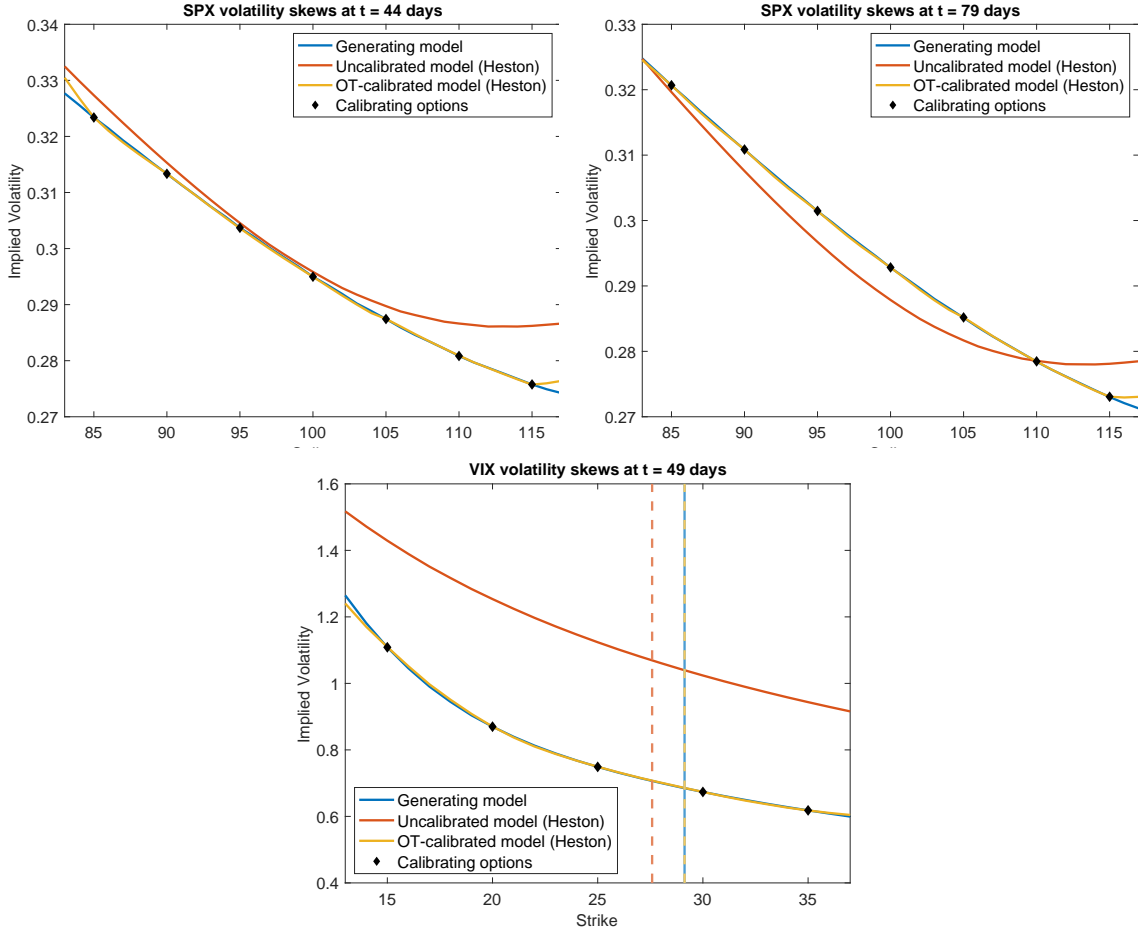 SPX volatility skews at t = 44 days
0.34
0.33
0.32
0.31
0.3
0.29
0.28
0.27
Implied Volatility
Generating model
Uncalibrated model (Heston)
OT-calibrated model (Heston)
Calibrating options
85 90 95 100 105 110 115
SPX volatility skews at t = 79 days
0.33
0.32
0.31
0.3
0.29
0.28
0.27
Implied Volatility
Generating model
Uncalibrated model (Heston)
OT-calibrated model (Heston)
Calibrating options
85 90 95 100 105 110 115
VIX volatility skews at t = 49 days
1.6
1.4
1.2
1
0.8
0.6
0.4
Implied Volatility
Generating model
Uncalibrated model (Heston)
OT-calibrated model (Heston)
Calibrating options
15 20 25 30 35
Strike